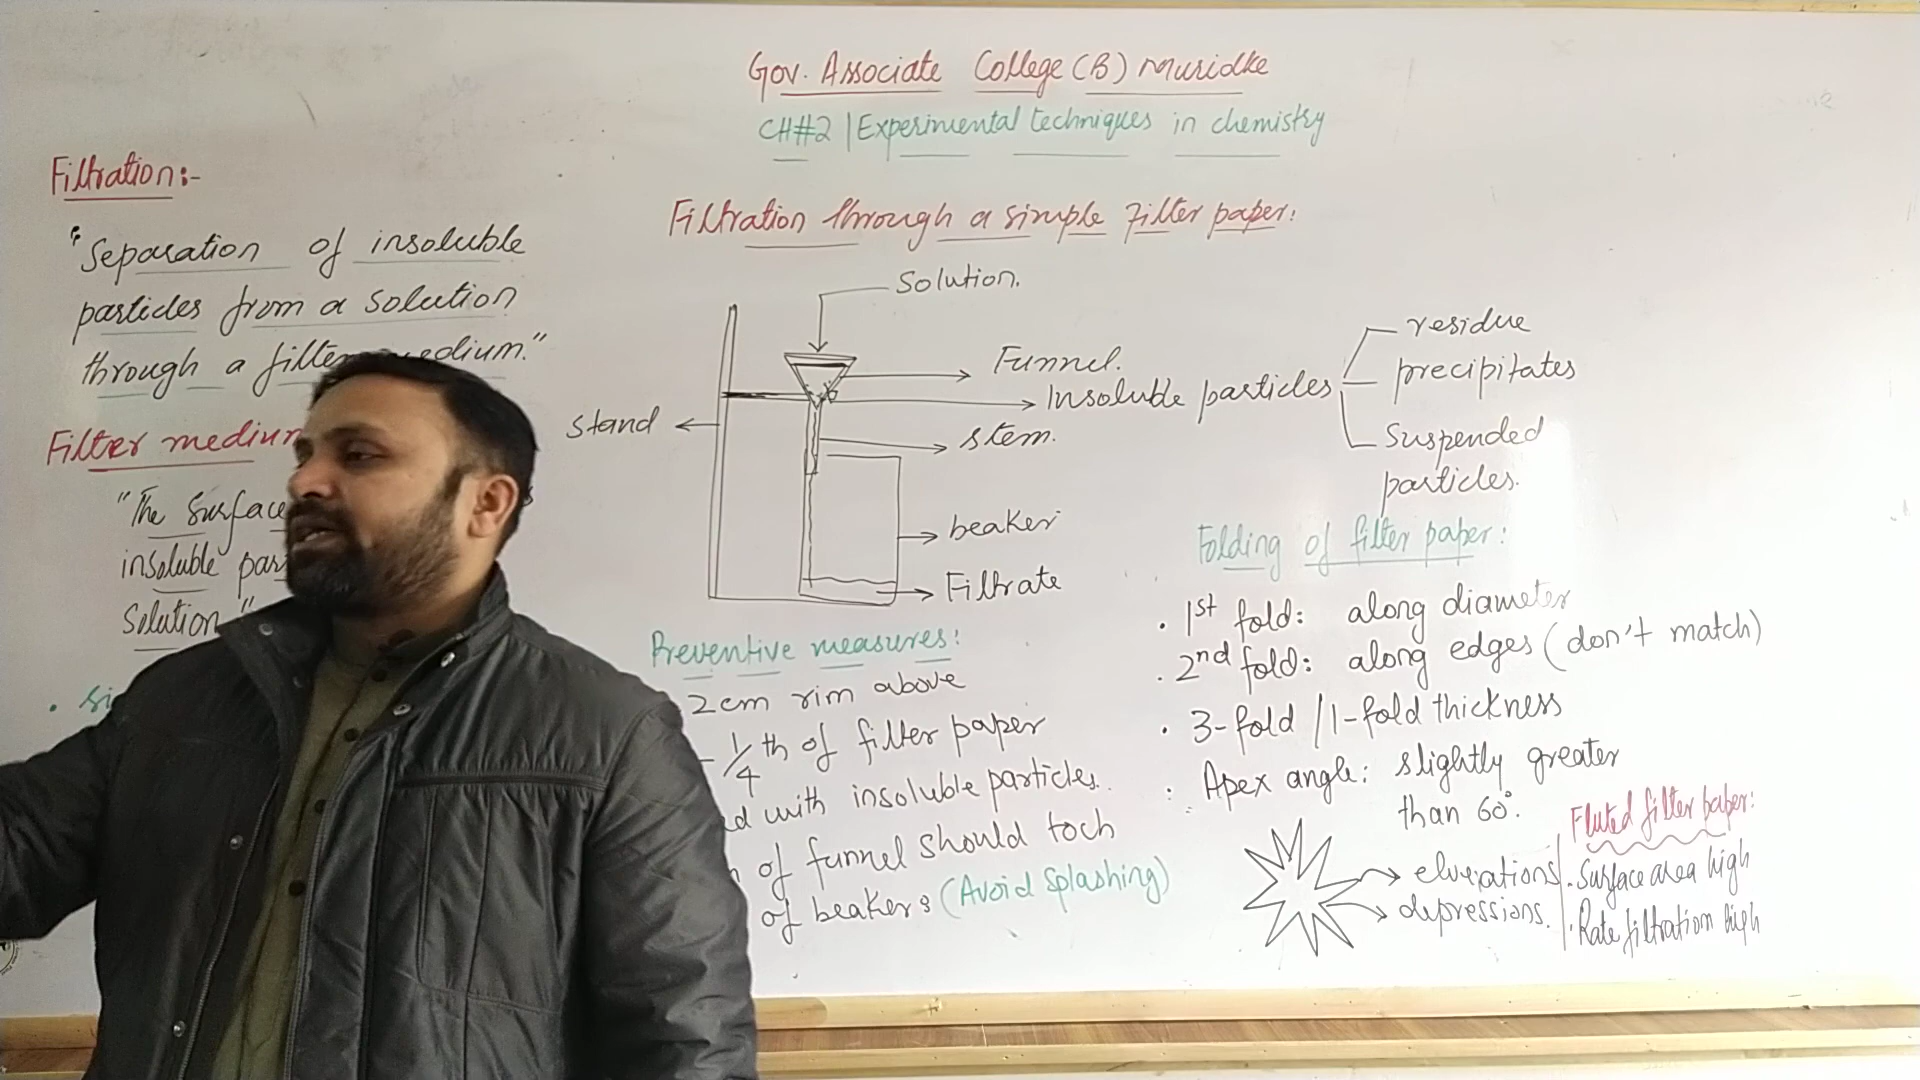 Gov. Associate College (B) Muridke
CH#2 | Experimental techniques in chemistry
Filtration:-
"Separation of insoluble
particles from a solution
through a filter medium."
Filter medium
"The surface
insoluble
Solution"
Filtration through a simple filter paper:
Solution.
Funnel.
Insoluble particles
residue
precipitates
Suspended
particles.
stand
stem.
beaker
Filtrate
Preventive measures:
2cm rim above
1/4 th of filter paper
with insoluble particles.
of funnel should toch
of beaker: (Avoid Splashing)
Folding of filter paper:
. 1st fold: along diameter
. 2nd fold: along edges (don't match)
. 3-fold / 1-fold thickness
: Apex angle: slightly greater
than 60°.
elverations
depressions.
Fluted filter paper:
. Surface area high
. Rate filtration high